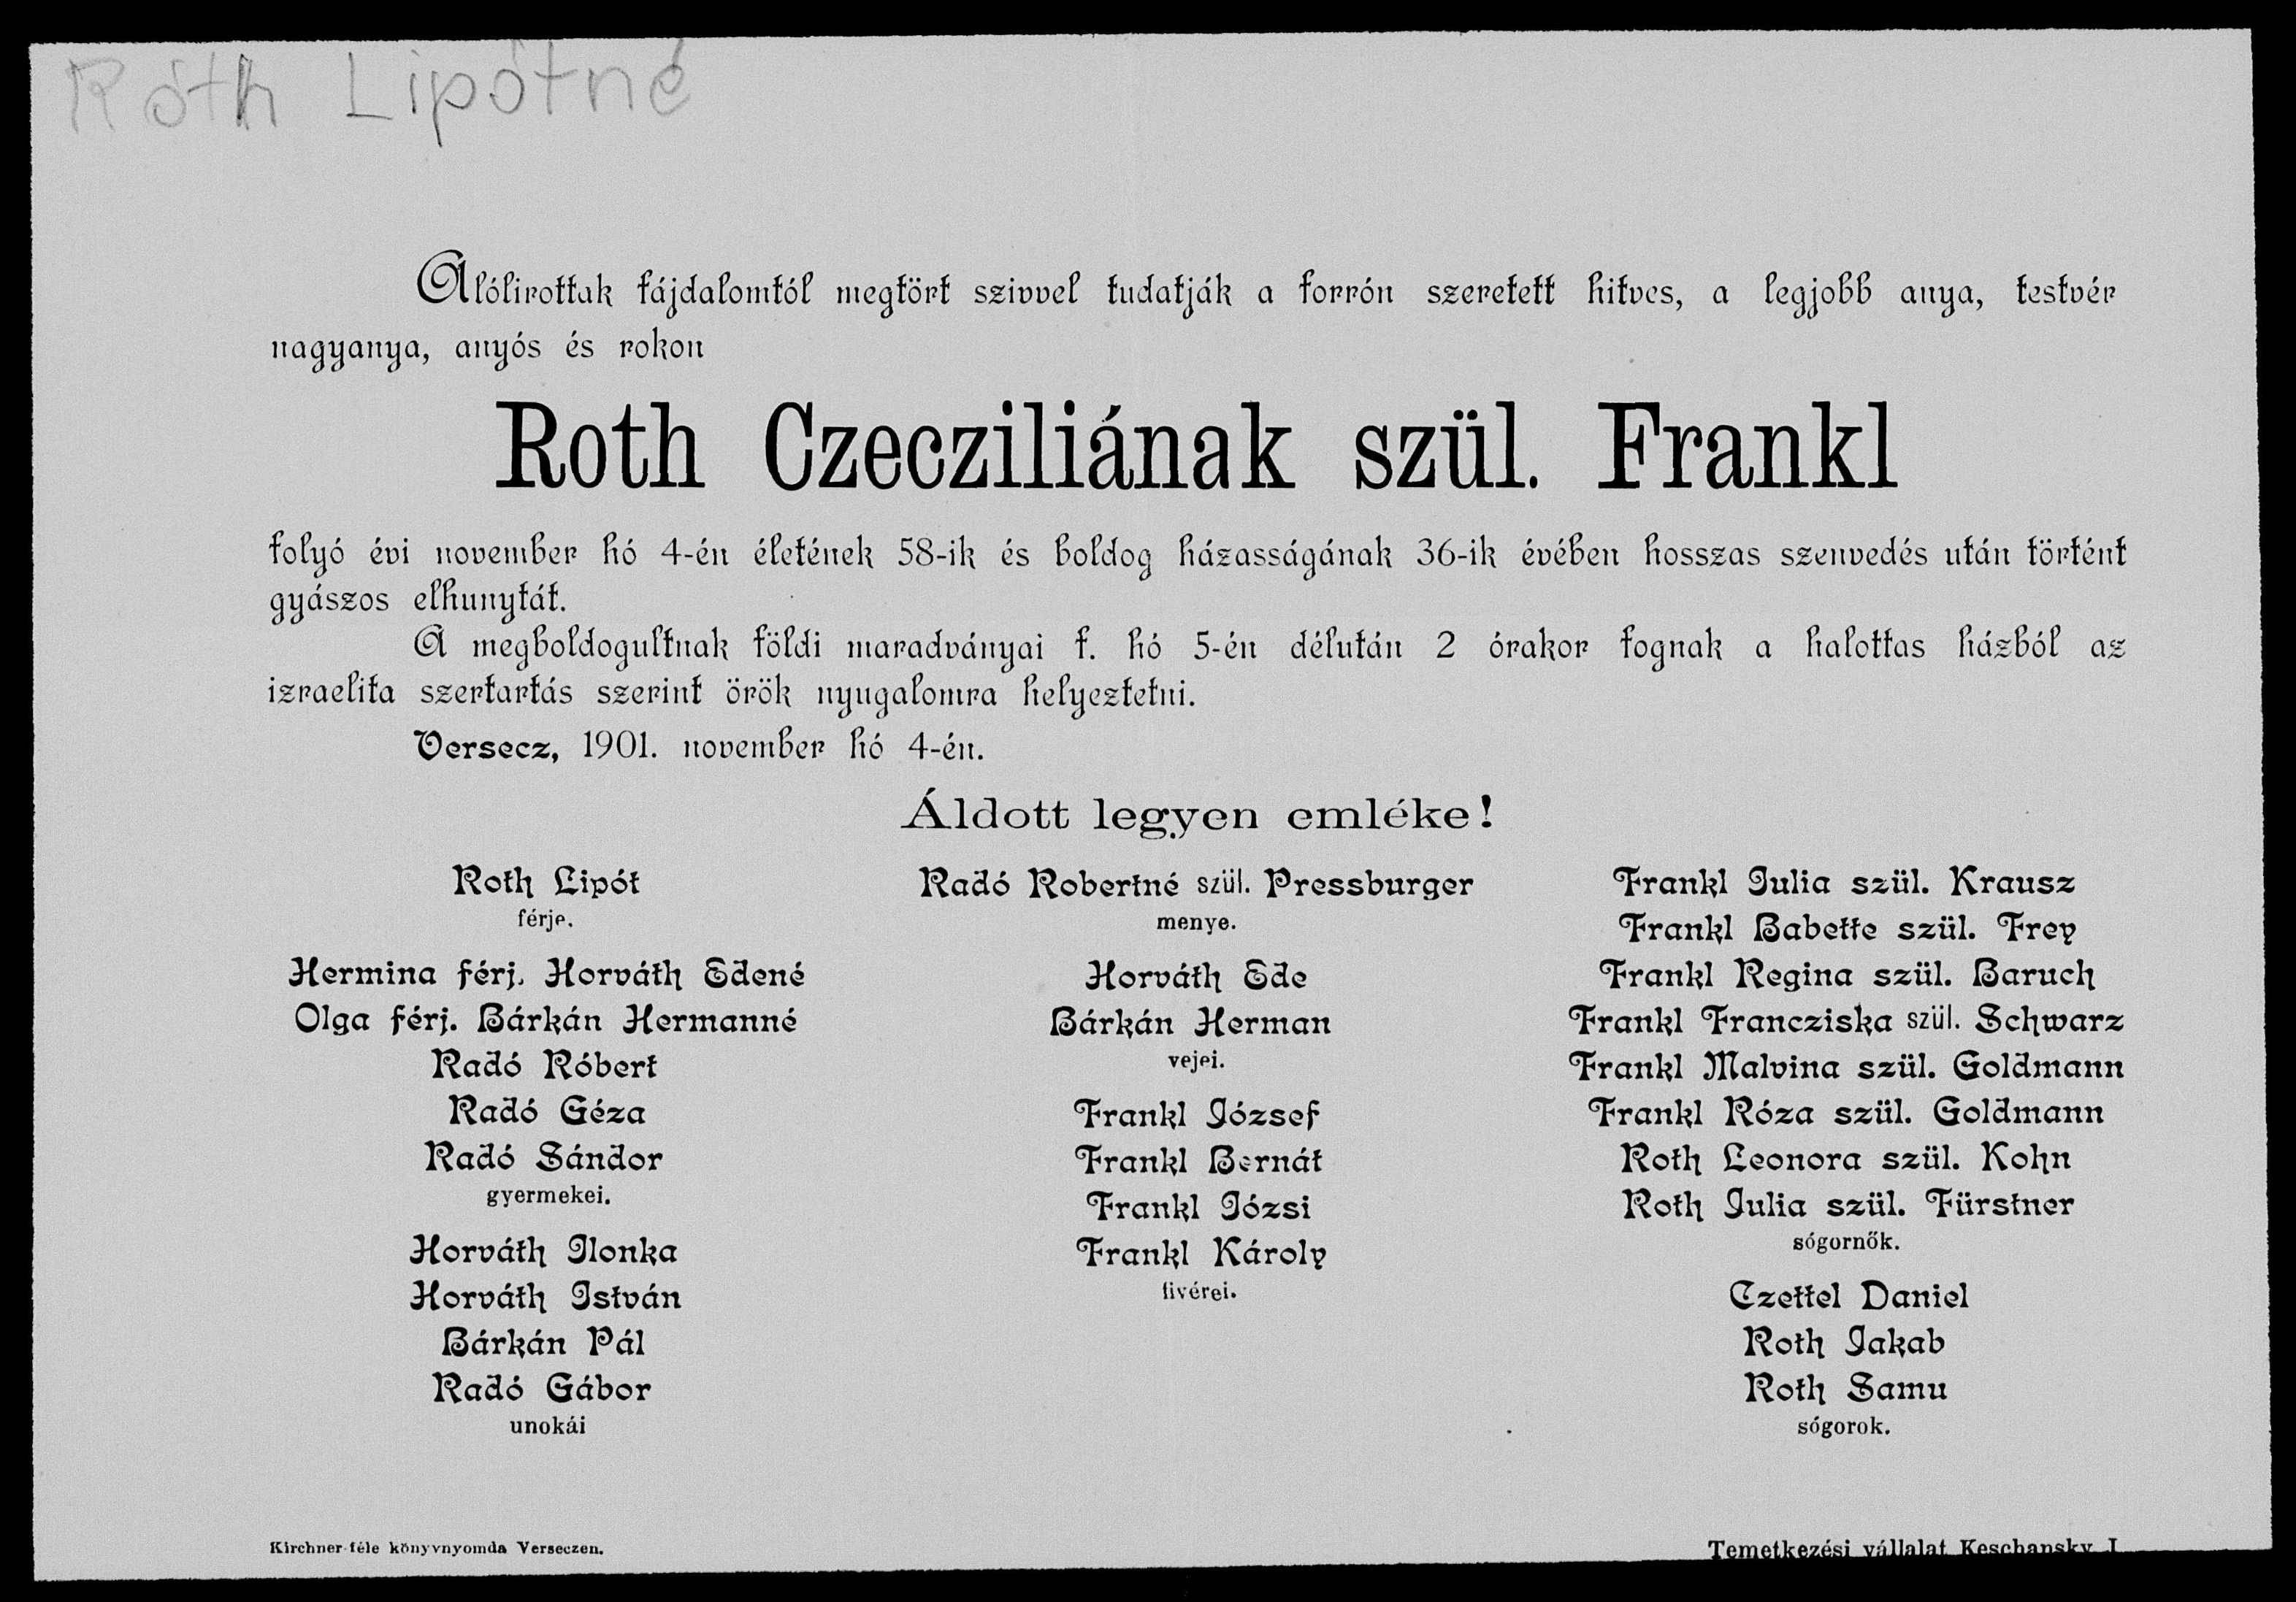 Róth Lipótné
Alólirottak fájdalomtól megtört szivvel tudatják a forrón szeretett hitves, a legjobb anya, testvér
nagyanya, anyós és rokon
Roth Czecziliának szül. Frankl
folyó évi november hó 4-én életének 58-ik és boldog házasságának 36-ik évében hosszas szenvedés után történt
gyászos elhunytát.
A megboldogultnak földi maradványai f. hó 5-én délután 2 órakor fognak a halottas házból az
izraelita szertartás szerint örök nyugalomra helyeztetni.
Versecz, 1901. november hó 4-én.
Áldott legyen emléke!
Roth Lipót
férje.
Hermina férj. Horváth Edené
Olga férj. Bárkán Hermanné
Radó Róbert
Radó Géza
Radó Sándor
gyermekei.
Horváth Ilonka
Horváth István
Bárkán Pál
Radó Gábor
unokái
Radó Robertné szül. Pressburger
menye.
Horváth Ede
Bárkán Herman
vejei.
Frankl József
Frankl Bernát
Frankl Józsi
Frankl Károly
fivérei.
Frankl Julia szül. Krausz
Frankl Babette szül. Frey
Frankl Regina szül. Baruch
Frankl Francziska szül. Schwarz
Frankl Malvina szül. Goldmann
Frankl Róza szül. Goldmann
Roth Leonora szül. Kohn
Roth Julia szül. Fürstner
sógornők.
Czettel Daniel
Roth Jakab
Roth Samu
sógorok.
Kirchner-féle könyvnyomda Verseczen.
Temetkezési vállalat Keschansky J.